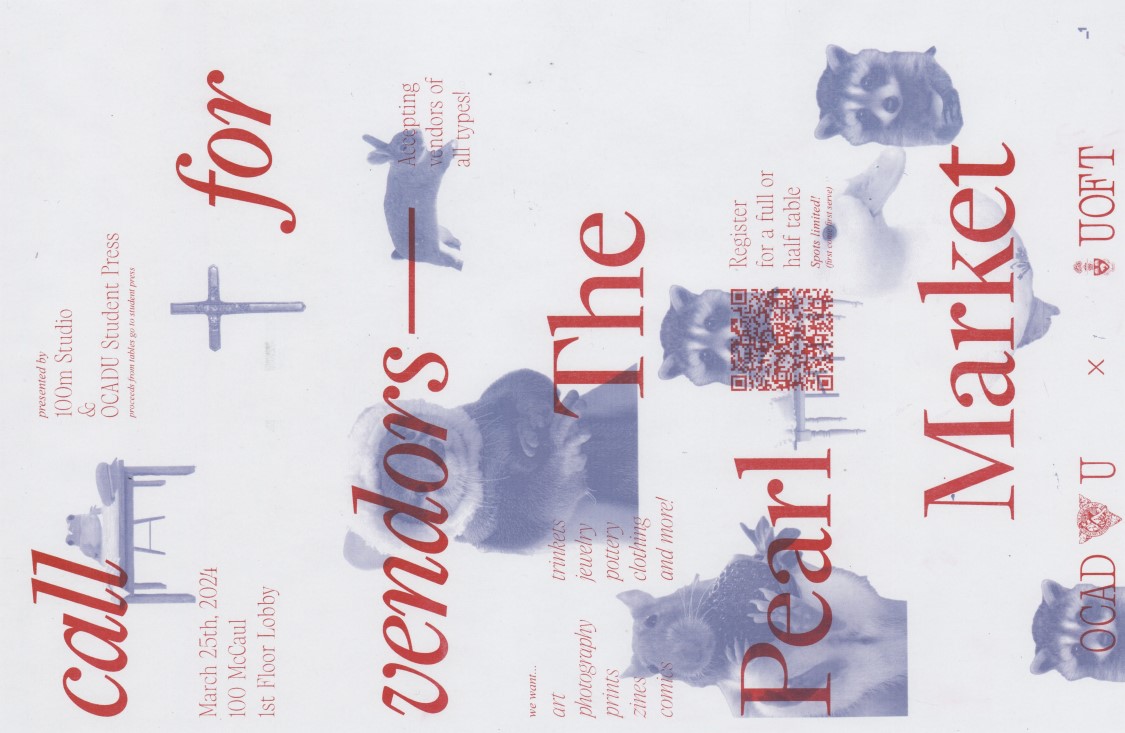 call
presented by
100m Studio
&
OCADU Student Press
proceeds from tables go to student press
March 25th, 2024
100 McCaul
1st Floor Lobby
for
vendors—
Accepting
vendors of
all types!
we want...
art
photography
prints
zines
comics
trinkets
jewelry
pottery
clothing
and more!
The
Pearl
Register
for a full or
half table
Spots limited!
(first come first serve)
Market
OCAD U
×
UOFT
_1